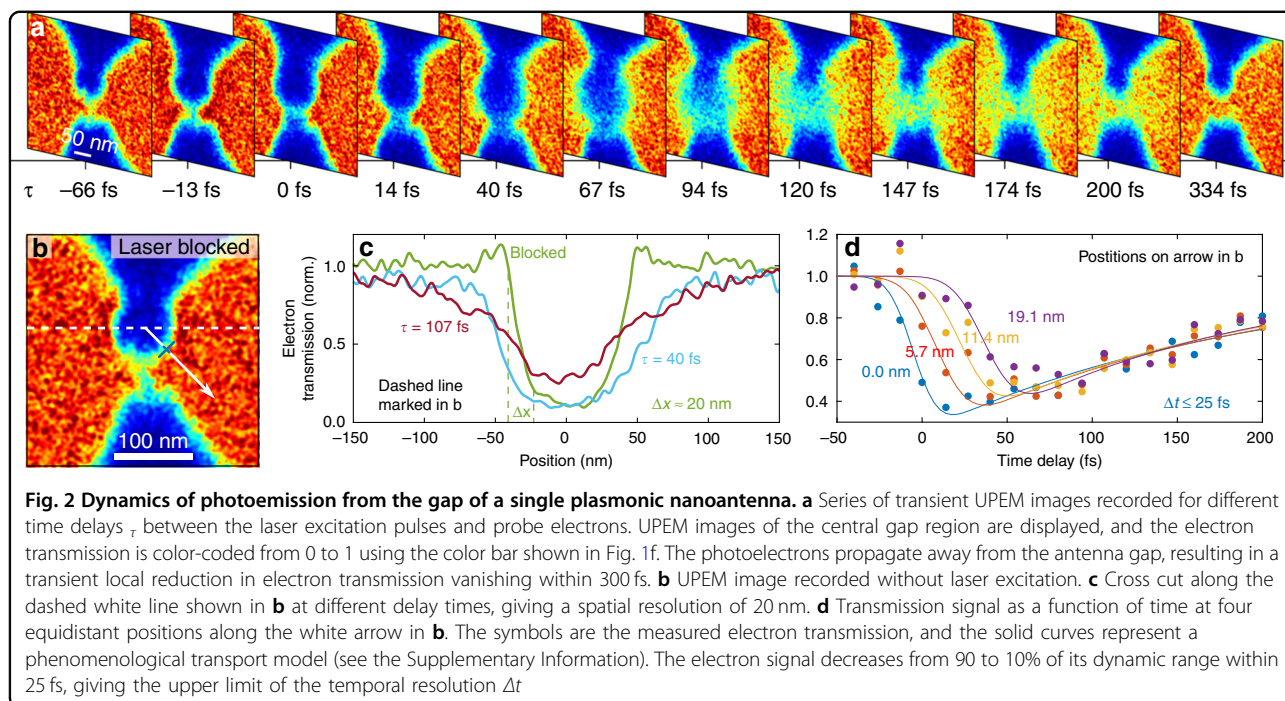 a
50 nm
τ −66 fs −13 fs 0 fs 14 fs 40 fs 67 fs 94 fs 120 fs 147 fs 174 fs 200 fs 334 fs
b Laser blocked
100 nm
c
Blocked
τ = 107 fs
τ = 40 fs
Dashed line
marked in b
Δx
Δx ≈ 20 nm
Electron
transmission (norm.)
1.0
0.5
0.0
−150 −100 −50 0 50 100 150
Position (nm)
d
Postitions on arrow in b
19.1 nm
11.4 nm
5.7 nm
0.0 nm
Δt ≤ 25 fs
1.2
1.0
0.8
0.6
0.4
−50 0 50 100 150 200
Time delay (fs)
Fig. 2 Dynamics of photoemission from the gap of a single plasmonic nanoantenna. a Series of transient UPEM images recorded for different
time delays τ between the laser excitation pulses and probe electrons. UPEM images of the central gap region are displayed, and the electron
transmission is color-coded from 0 to 1 using the color bar shown in Fig. 1f. The photoelectrons propagate away from the antenna gap, resulting in a
transient local reduction in electron transmission vanishing within 300 fs. b UPEM image recorded without laser excitation. c Cross cut along the
dashed white line shown in b at different delay times, giving a spatial resolution of 20 nm. d Transmission signal as a function of time at four
equidistant positions along the white arrow in b. The symbols are the measured electron transmission, and the solid curves represent a
phenomenological transport model (see the Supplementary Information). The electron signal decreases from 90 to 10% of its dynamic range within
25 fs, giving the upper limit of the temporal resolution Δt